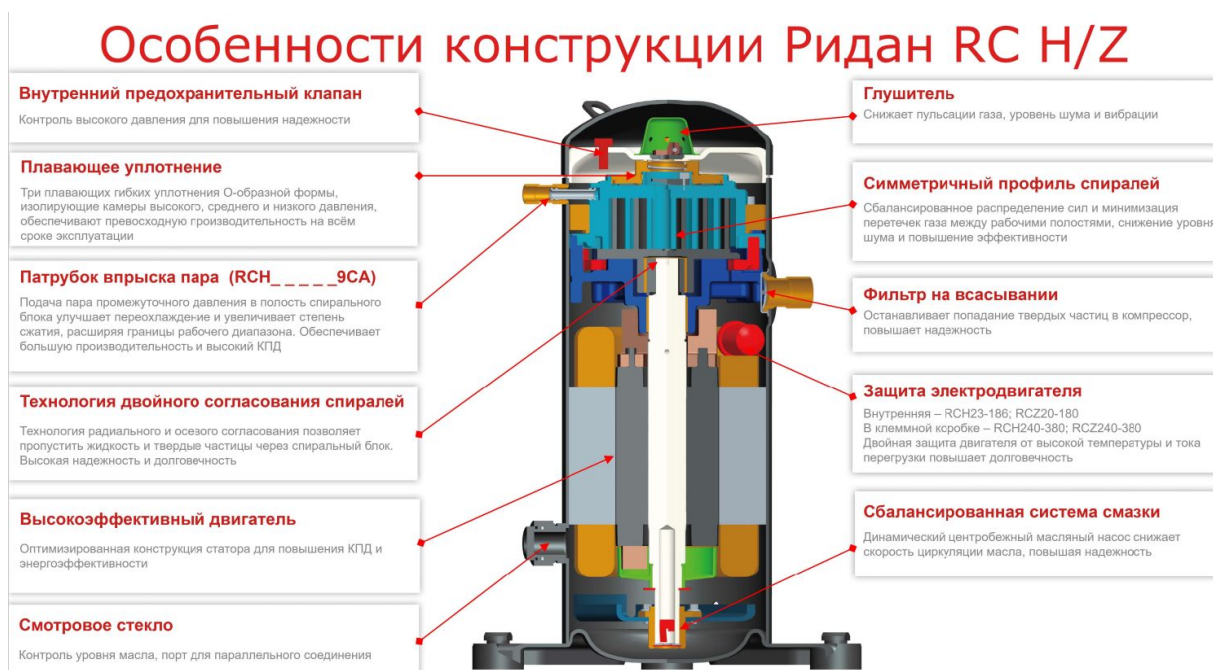 Особенности конструкции Ридан RC H/Z
Внутренний предохранительный клапан
Контроль высокого давления для повышения надежности
Плавающее уплотнение
Три плавающих гибких уплотнения О-образной формы,
изолирующие камеры высокого, среднего и низкого давления,
обеспечивают превосходную производительность на всём
сроке эксплуатации
Патрубок впрыска пара (RCH_ _ _ _ _9CA)
Подача пара промежуточного давления в полость спирального
блока улучшает переохлаждение и увеличивает степень
сжатия, расширяя границы рабочего диапазона. Обеспечивает
большую производительность и высокий КПД
Технология двойного согласования спиралей
Технология радиального и осевого согласования позволяет
пропустить жидкость и твердые частицы через спиральный блок.
Высокая надежность и долговечность
Высокоэффективный двигатель
Оптимизированная конструкция статора для повышения КПД и
энергоэффективности
Смотровое стекло
Контроль уровня масла, порт для параллельного соединения
Глушитель
Снижает пульсации газа, уровень шума и вибрации
Симметричный профиль спиралей
Сбалансированное распределение сил и минимизация
перетечек газа между рабочими полостями, снижение уровня
шума и повышение эффективности
Фильтр на всасывании
Останавливает попадание твердых частиц в компрессор,
повышает надежность
Защита электродвигателя
Внутренняя – RCH23-186; RCZ20-180
В клеммной коробке – RCH240-380; RCZ240-380
Двойная защита двигателя от высокой температуры и тока
перегрузки повышает долговечность
Сбалансированная система смазки
Динамический центробежный масляный насос снижает
скорость циркуляции масла, повышая надежность